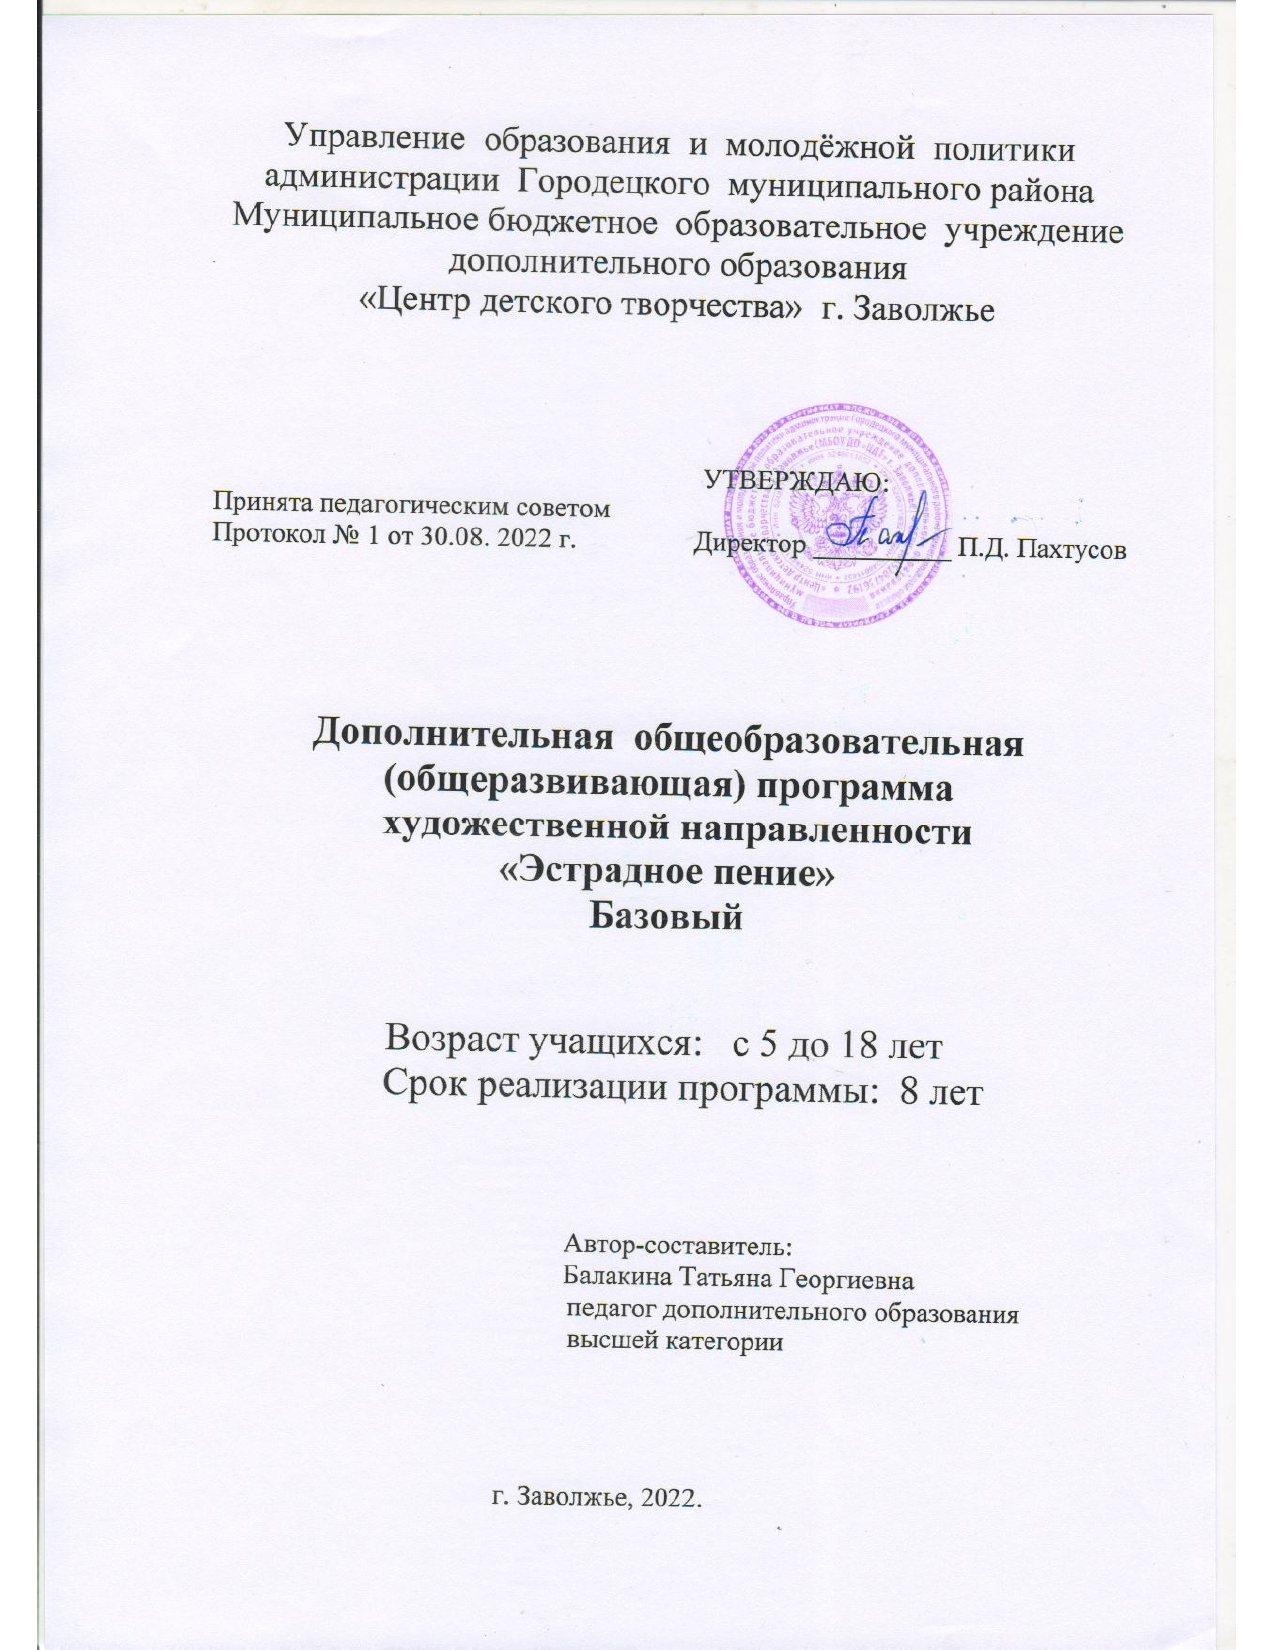 Управление образования и молодёжной политики
администрации Городецкого муниципального района
Муниципальное бюджетное образовательное учреждение
дополнительного образования
«Центр детского творчества» г. Заволжье
УТВЕРЖДАЮ:
Принята педагогическим советом
Протокол № 1 от 30.08. 2022 г.
Директор __________ П.Д. Пахтусов
Дополнительная общеобразовательная
(общеразвивающая) программа
художественной направленности
«Эстрадное пение»
Базовый
Возраст учащихся: с 5 до 18 лет
Срок реализации программы: 8 лет
Автор-составитель:
Балакина Татьяна Георгиевна
педагог дополнительного образования
высшей категории
г. Заволжье, 2022.